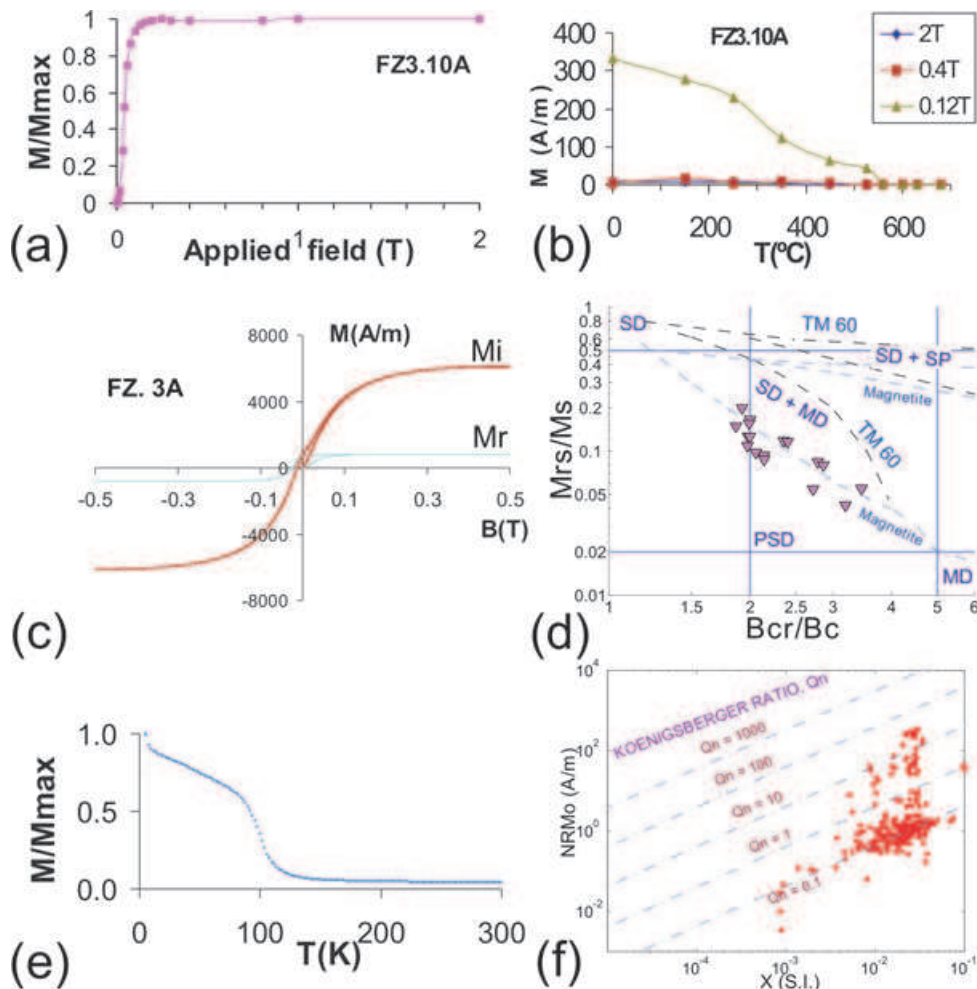 M/Mmax
1
0.8
0.6
0.4
0.2
0
FZ3.10A
0
1
2
Applied field (T)
(a)
FZ3.10A
2T
0.4T
0.12T
M (A/m)
400
300
200
100
0
0
200
400
600
T(ºC)
(b)
M(A/m)
8000
4000
0
-4000
-8000
FZ. 3A
Mi
Mr
-0.5
-0.3
-0.1
0.1
0.3
0.5
B(T)
(c)
Mrs/Ms
1
0.8
0.5
0.4
0.3
0.2
0.1
0.05
0.02
0.01
SD
TM 60
SD + SP
Magnetite
SD + MD
TM 60
Magnetite
PSD
MD
1
1.5
2
2.5
3
4
5
6
Bcr/Bc
(d)
M/Mmax
1.0
0.5
0.0
0
100
200
300
T(K)
(e)
NRMo (A/m)
10⁴
10²
10⁰
10⁻²
KOENIGSBERGER RATIO. Qn
Qn = 1000
Qn = 100
Qn = 10
Qn = 1
Qn = 0.1
10⁻⁴
10⁻³
10⁻²
10⁻¹
X (S.I.)
(f)